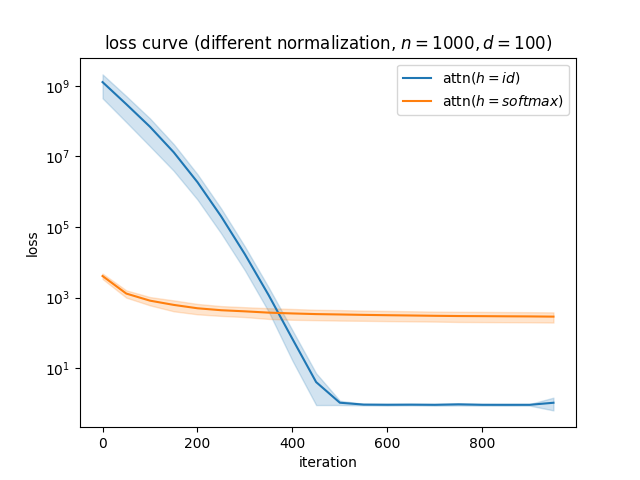 loss curve (different normalization, n = 1000, d = 100)
attn(h = id)
attn(h = softmax)
10⁹
10⁷
10⁵
10³
10¹
loss
0
200
400
600
800
iteration